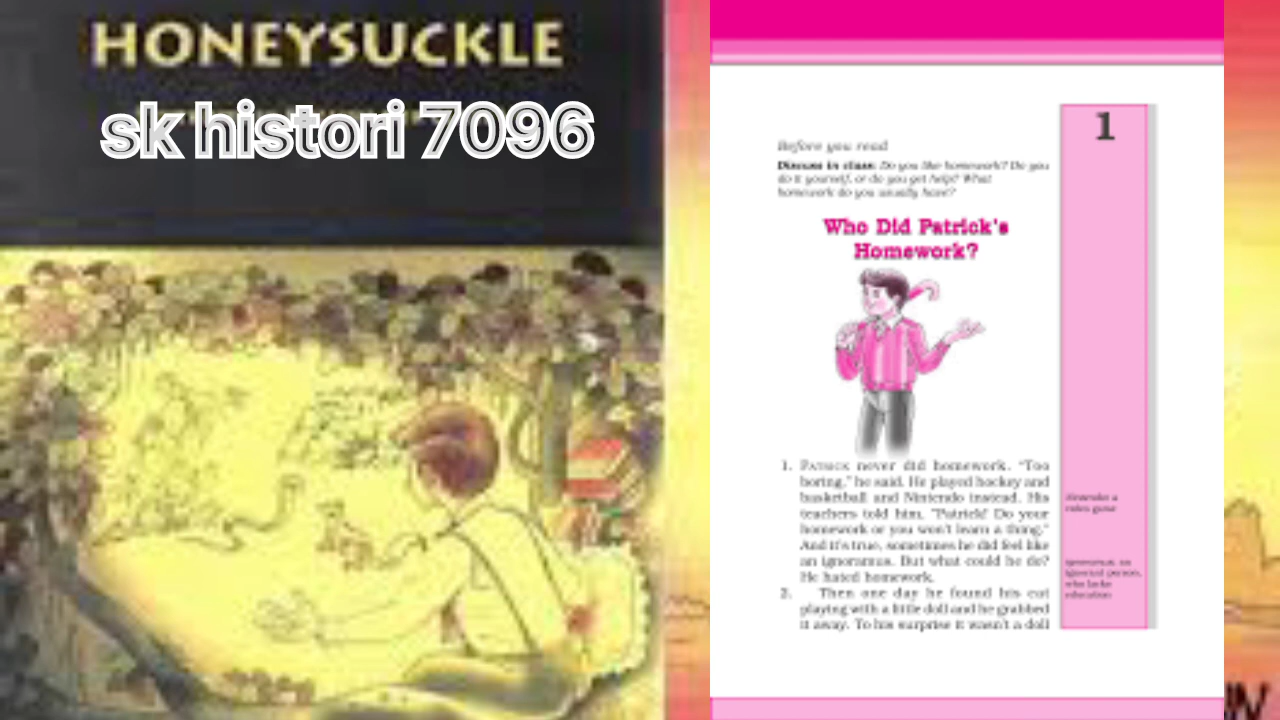 HONEYSUCKLE
sk histori 7096
1
Before you read
Discuss in class: Do you like homework? Do you
do it yourself, or do you get help? What
homework do you usually have?
Who Did Patrick's
Homework?
1. PATRICK never did homework. "Too
boring," he said. He played hockey and
basketball and Nintendo instead. His
teachers told him, "Patrick! Do your
homework or you won't learn a thing."
And it's true, sometimes he did feel like
an ignoramus. But what could he do?
He hated homework.
2. Then one day he found his cat
playing with a little doll and he grabbed
it away. To his surprise it wasn't a doll
Nintendo: a
video game
ignoramus: an
ignorant person,
who lacks
education